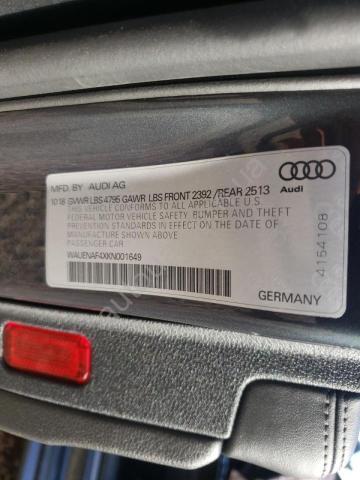 MFD. BY AUDI AG
10.18 GVWR LBS 4795 GAWR LBS FRONT 2392/REAR 2513
THIS VEHICLE CONFORMS TO ALL APPLICABLE U.S.
FEDERAL MOTOR VEHICLE SAFETY, BUMPER AND THEFT
PREVENTION STANDARDS IN EFFECT ON THE DATE OF
MANUFACTURE SHOWN ABOVE.
PASSENGER CAR
WAUENAF4XKN001649
Audi
4154108
GERMANY